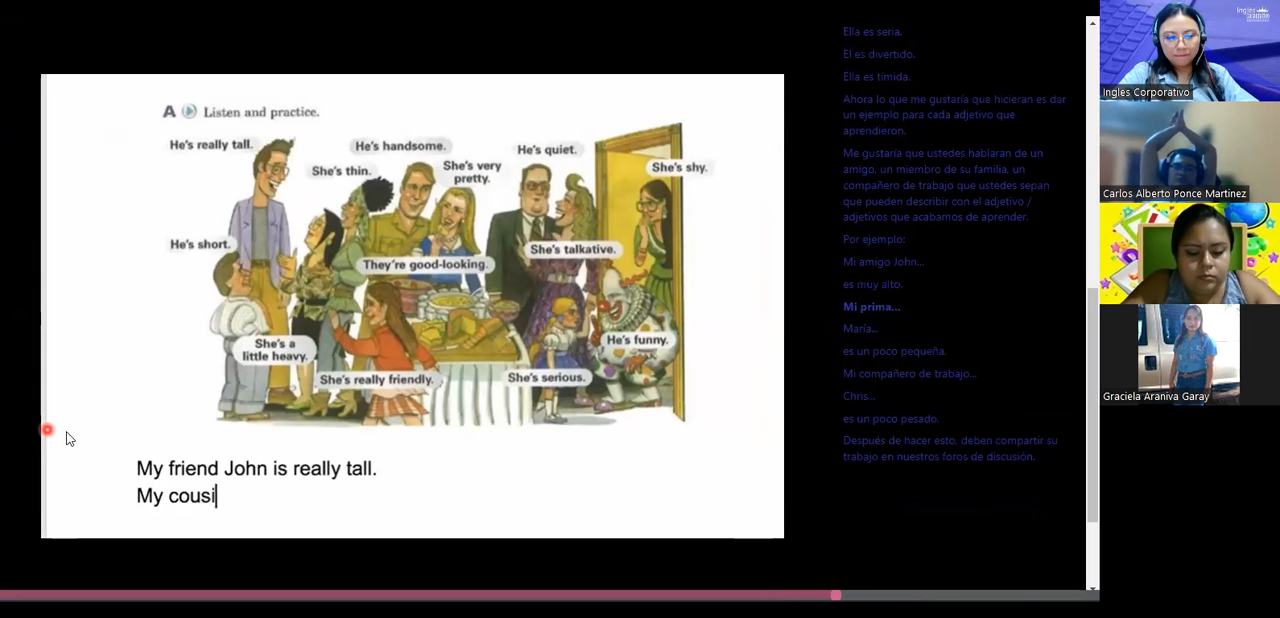 A Listen and practice.
He's really tall.
He's handsome.
He's quiet.
She's thin.
She's very
pretty.
She's shy.
He's short.
She's talkative.
They're good-looking.
She's a
little heavy.
He's funny.
She's really friendly.
She's serious.
My friend John is really tall.
My cousi
Ella es seria.
El es divertido.
Ella es tímida.
Ahora lo que me gustaría que hicieran es dar
un ejemplo para cada adjetivo que
aprendieron.
Me gustaría que ustedes hablaran de un
amigo, un miembro de su familia, un
compañero de trabajo que ustedes sepan
que pueden describir con el adjetivo /
adjetivos que acabamos de aprender.
Por ejemplo:
Mi amigo John...
es muy alto.
Mi prima...
María...
es un poco pequeña.
Mi compañero de trabajo...
Chris...
es un poco pesado.
Después de hacer esto, deben compartir su
trabajo en nuestros foros de discusión.
Ingles Corporativo
Carlos Alberto Ponce Martinez
Graciela Araniva Garay